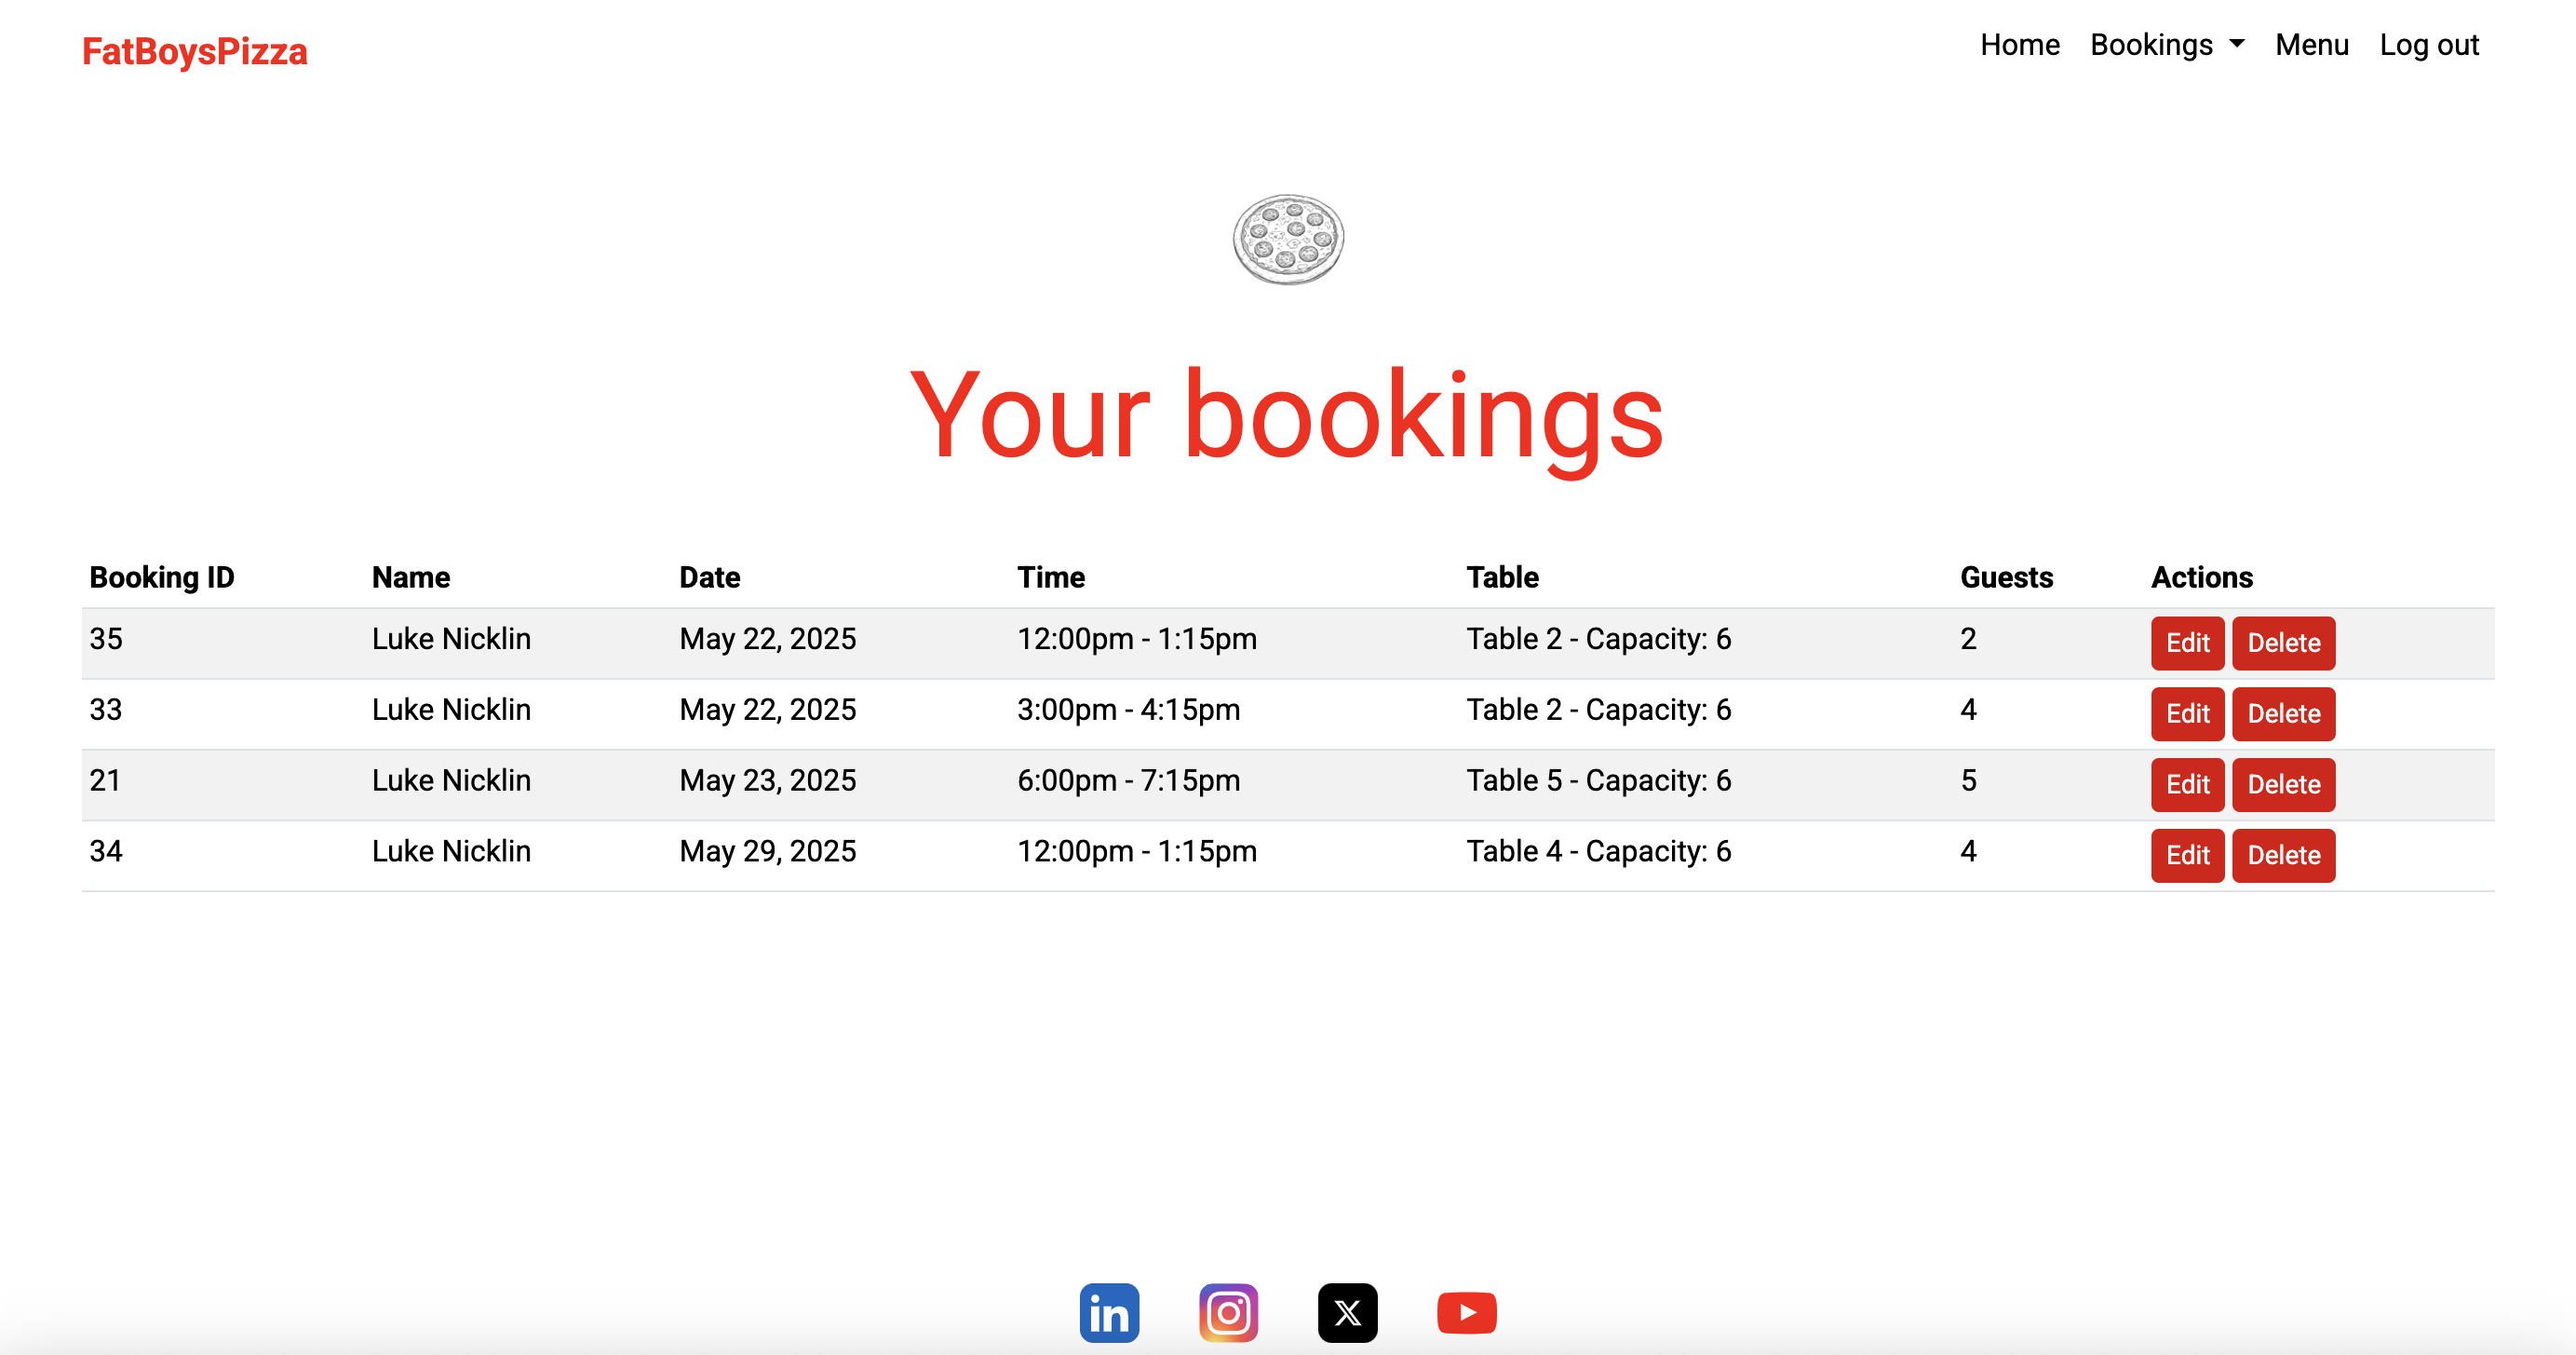 FatBoysPizza Home Bookings Menu Log out
Your bookings
Booking ID Name Date Time Table Guests Actions
35 Luke Nicklin May 22, 2025 12:00pm - 1:15pm Table 2 - Capacity: 6 2 Edit Delete
33 Luke Nicklin May 22, 2025 3:00pm - 4:15pm Table 2 - Capacity: 6 4 Edit Delete
21 Luke Nicklin May 23, 2025 6:00pm - 7:15pm Table 5 - Capacity: 6 5 Edit Delete
34 Luke Nicklin May 29, 2025 12:00pm - 1:15pm Table 4 - Capacity: 6 4 Edit Delete
in X